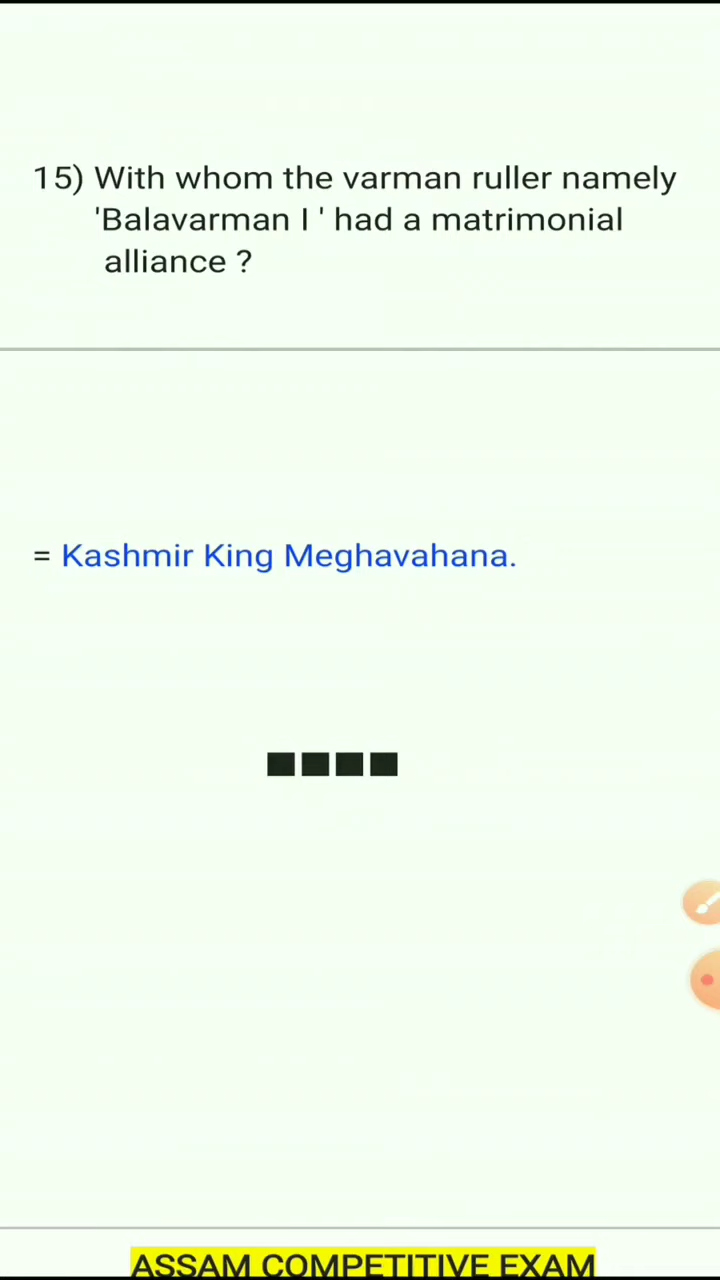 15) With whom the varman ruller namely
'Balavarman I ' had a matrimonial
alliance ?
= Kashmir King Meghavahana.
ASSAM COMPETITIVE EXAM